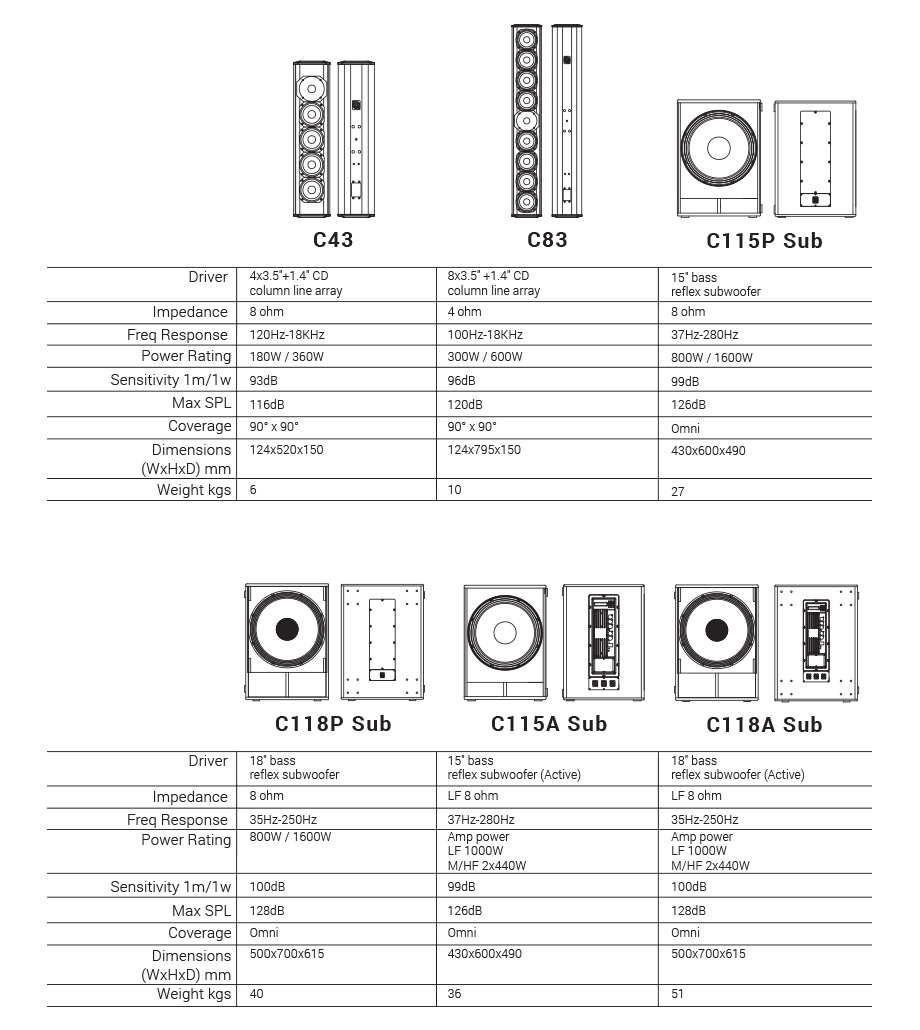 C43 C83 C115P Sub
Driver 4x3.5"+1.4" CD 8x3.5" +1.4" CD 15" bass
column line array column line array reflex subwoofer
Impedance 8 ohm 4 ohm 8 ohm
Freq Response 120Hz-18KHz 100Hz-18KHz 37Hz-280Hz
Power Rating 180W / 360W 300W / 600W 800W / 1600W
Sensitivity 1m/1w 93dB 96dB 99dB
Max SPL 116dB 120dB 126dB
Coverage 90° x 90° 90° x 90° Omni
Dimensions 124x520x150 124x795x150 430x600x490
(WxHxD) mm
Weight kgs 6 10 27
C118P Sub C115A Sub C118A Sub
Driver 18" bass 15" bass 18" bass
reflex subwoofer reflex subwoofer (Active) reflex subwoofer (Active)
Impedance 8 ohm LF 8 ohm LF 8 ohm
Freq Response 35Hz-250Hz 37Hz-280Hz 35Hz-250Hz
Power Rating 800W / 1600W Amp power Amp power
LF 1000W LF 1000W
M/HF 2x440W M/HF 2x440W
Sensitivity 1m/1w 100dB 99dB 100dB
Max SPL 128dB 126dB 128dB
Coverage Omni Omni Omni
Dimensions 500x700x615 430x600x490 500x700x615
(WxHxD) mm
Weight kgs 40 36 51